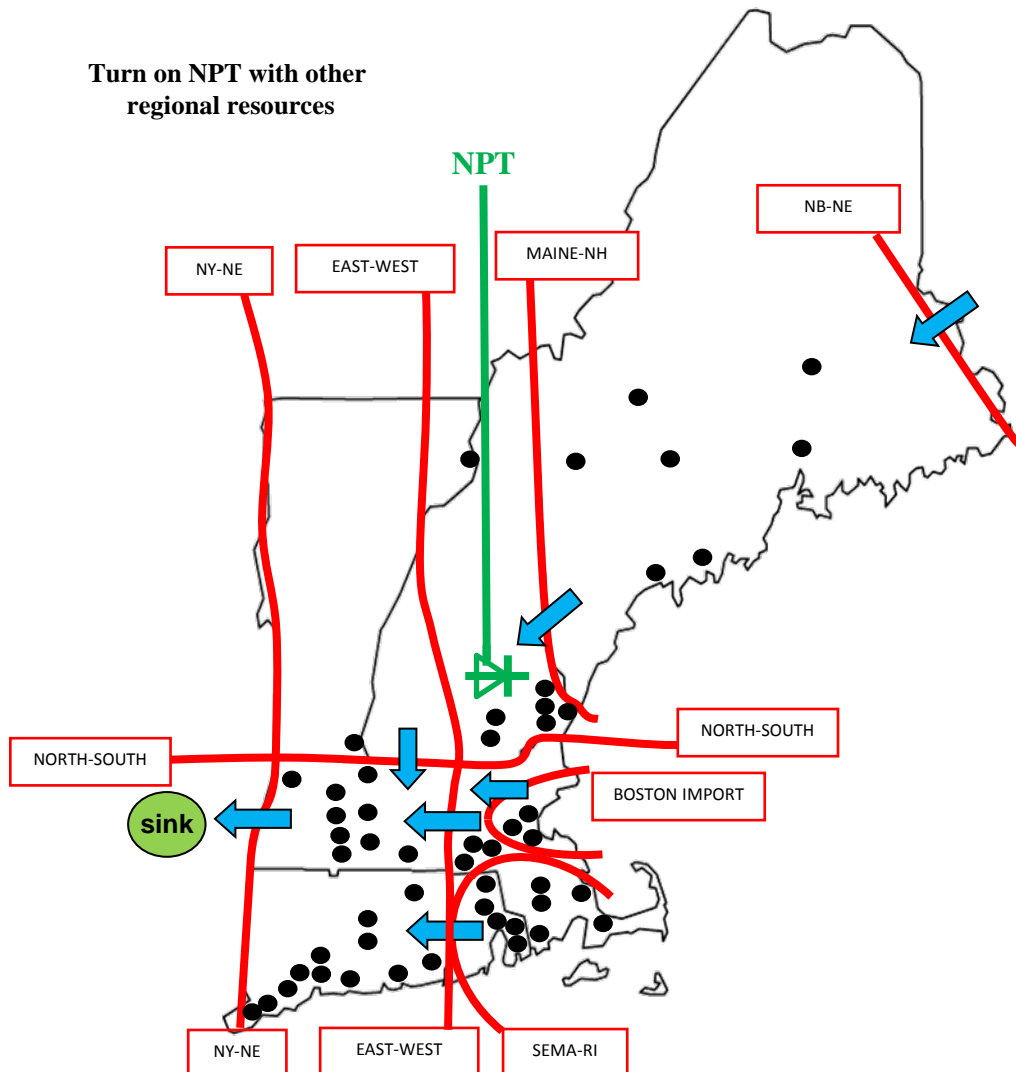 Turn on NPT with other
regional resources
NPT
NB-NE
NY-NE
EAST-WEST
MAINE-NH
NORTH-SOUTH
NORTH-SOUTH
BOSTON IMPORT
sink
NY-NE
EAST-WEST
SEMA-RI